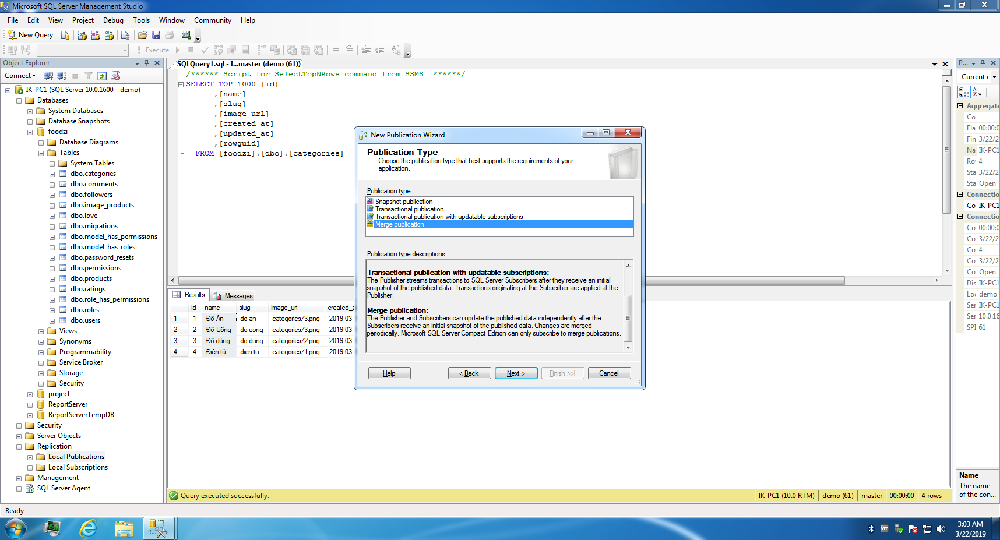 Microsoft SQL Server Management Studio
File Edit View Project Debug Tools Window Community Help
New Query
Execute
Object Explorer
Connect
IK-PC1 (SQL Server 10.0.1600 - demo)
Databases
System Databases
Database Snapshots
foodzi
Database Diagrams
Tables
System Tables
dbo.categories
dbo.comments
dbo.followers
dbo.image_products
dbo.love
dbo.migrations
dbo.model_has_permissions
dbo.model_has_roles
dbo.password_resets
dbo.permissions
dbo.products
dbo.ratings
dbo.role_has_permissions
dbo.roles
dbo.users
Views
Synonyms
Programmability
Service Broker
Storage
Security
project
ReportServer
ReportServerTempDB
Security
Server Objects
Replication
Local Publications
Local Subscriptions
Management
SQL Server Agent
SQLQuery1.sql - I...master (demo (61))
/****** Script for SelectTopNRows command from SSMS ******/
SELECT TOP 1000 [id]
,[name]
,[slug]
,[image_url]
,[created_at]
,[updated_at]
,[rowguid]
FROM [foodzi].[dbo].[categories]
Results Messages
id name slug image_url created_a
1 1 Đồ Ăn do-an categories/3.png 2019-03-
2 2 Đồ Uống do-uong categories/3.png 2019-03-
3 3 Đồ dùng do-dung categories/2.png 2019-03-
4 4 Điện tử dien-tu categories/1.png 2019-03-
New Publication Wizard
Publication Type
Choose the publication type that best supports the requirements of your
application.
Publication type:
Snapshot publication
Transactional publication
Transactional publication with updatable subscriptions
Merge publication
Publication type descriptions:
Transactional publication with updatable subscriptions:
The Publisher streams transactions to SQL Server Subscribers after they receive an initial
snapshot of the published data. Transactions originating at the Subscriber are applied at the
Publisher.
Merge publication:
The Publisher and Subscribers can update the published data independently after the
Subscribers receive an initial snapshot of the published data. Changes are merged
periodically. Microsoft SQL Server Compact Edition can only subscribe to merge publications.
Help < Back Next > Finish >>| Cancel
P...
Current c
Aggregate
Co
Ela 00:00:0
Fin 3/22/20
Na IK-PC1
Ro 4
Sta 3/22/20
Sta Open
Connectio
Co IK-PC1
Connectio
Co 00:00:0
Co 3/22/20
Co 4
Co 3/22/20
Co Open
Dis IK-PC1
Log demo
Ser IK-PC1
Ser 10.0.16
SPI 61
Name
The name
of the con...
Query executed successfully.
IK-PC1 (10.0 RTM) demo (61) master 00:00:00 4 rows
Ready
3:03 AM
3/22/2019